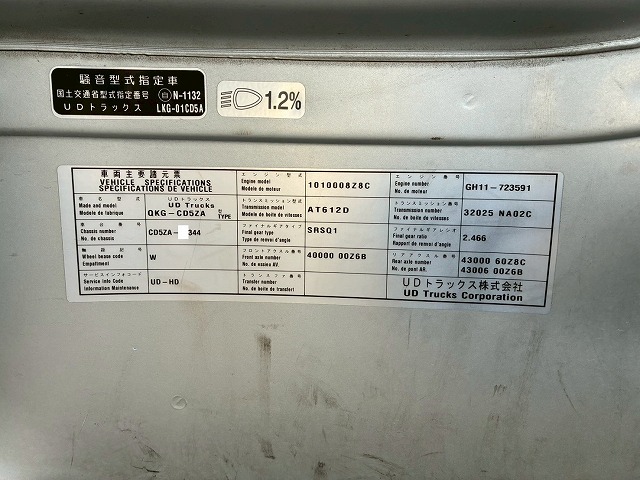 騒音型式指定車
国土交通省型式指定番号 自 N-1132
UDトラックス LKG-01CD5A
1.2%
車両主要諸元票
VEHICLE SPECIFICATIONS
SPECIFICATIONS DE VEHICLE
車名型式
Made and model
Modele de fabrique
UDトラックス
UD Trucks
QKG-CD5ZA
TYPE
車台番号
Chassis number
No. de chassis
CD5ZA- 344
Wheel base code
Empattement
W
サービスインフォコード
Service Info Code
Information Maintenance
UD-HD
エンジン型式
Engine model
Modele de moteur
1010008Z8C
トランスミッション型式
Transmission model
No. de boite de vitesses
AT612D
ファイナルギアタイプ
Final gear type
Type de renvoi d'angle
SRSQ1
フロントアクスル番号
Front axle number
No. de essieu AV.
40000 00Z6B
トランスファ番号
Transfer number
No. de boite de transfert
エンジン番号
Engine number
No. de moteur
GH11-723591
トランスミッション番号
Transmission number
No. de boite de vitesses
32025 NA02C
ファイナルギアレシオ
Final gear ratio
Rapport de renvoi d'angle
2.466
リアアクスル番号
Rear axle number
No. de pont AR.
43000 60Z8C
43006 00Z6B
UDトラックス株式会社
UD Trucks Corporation